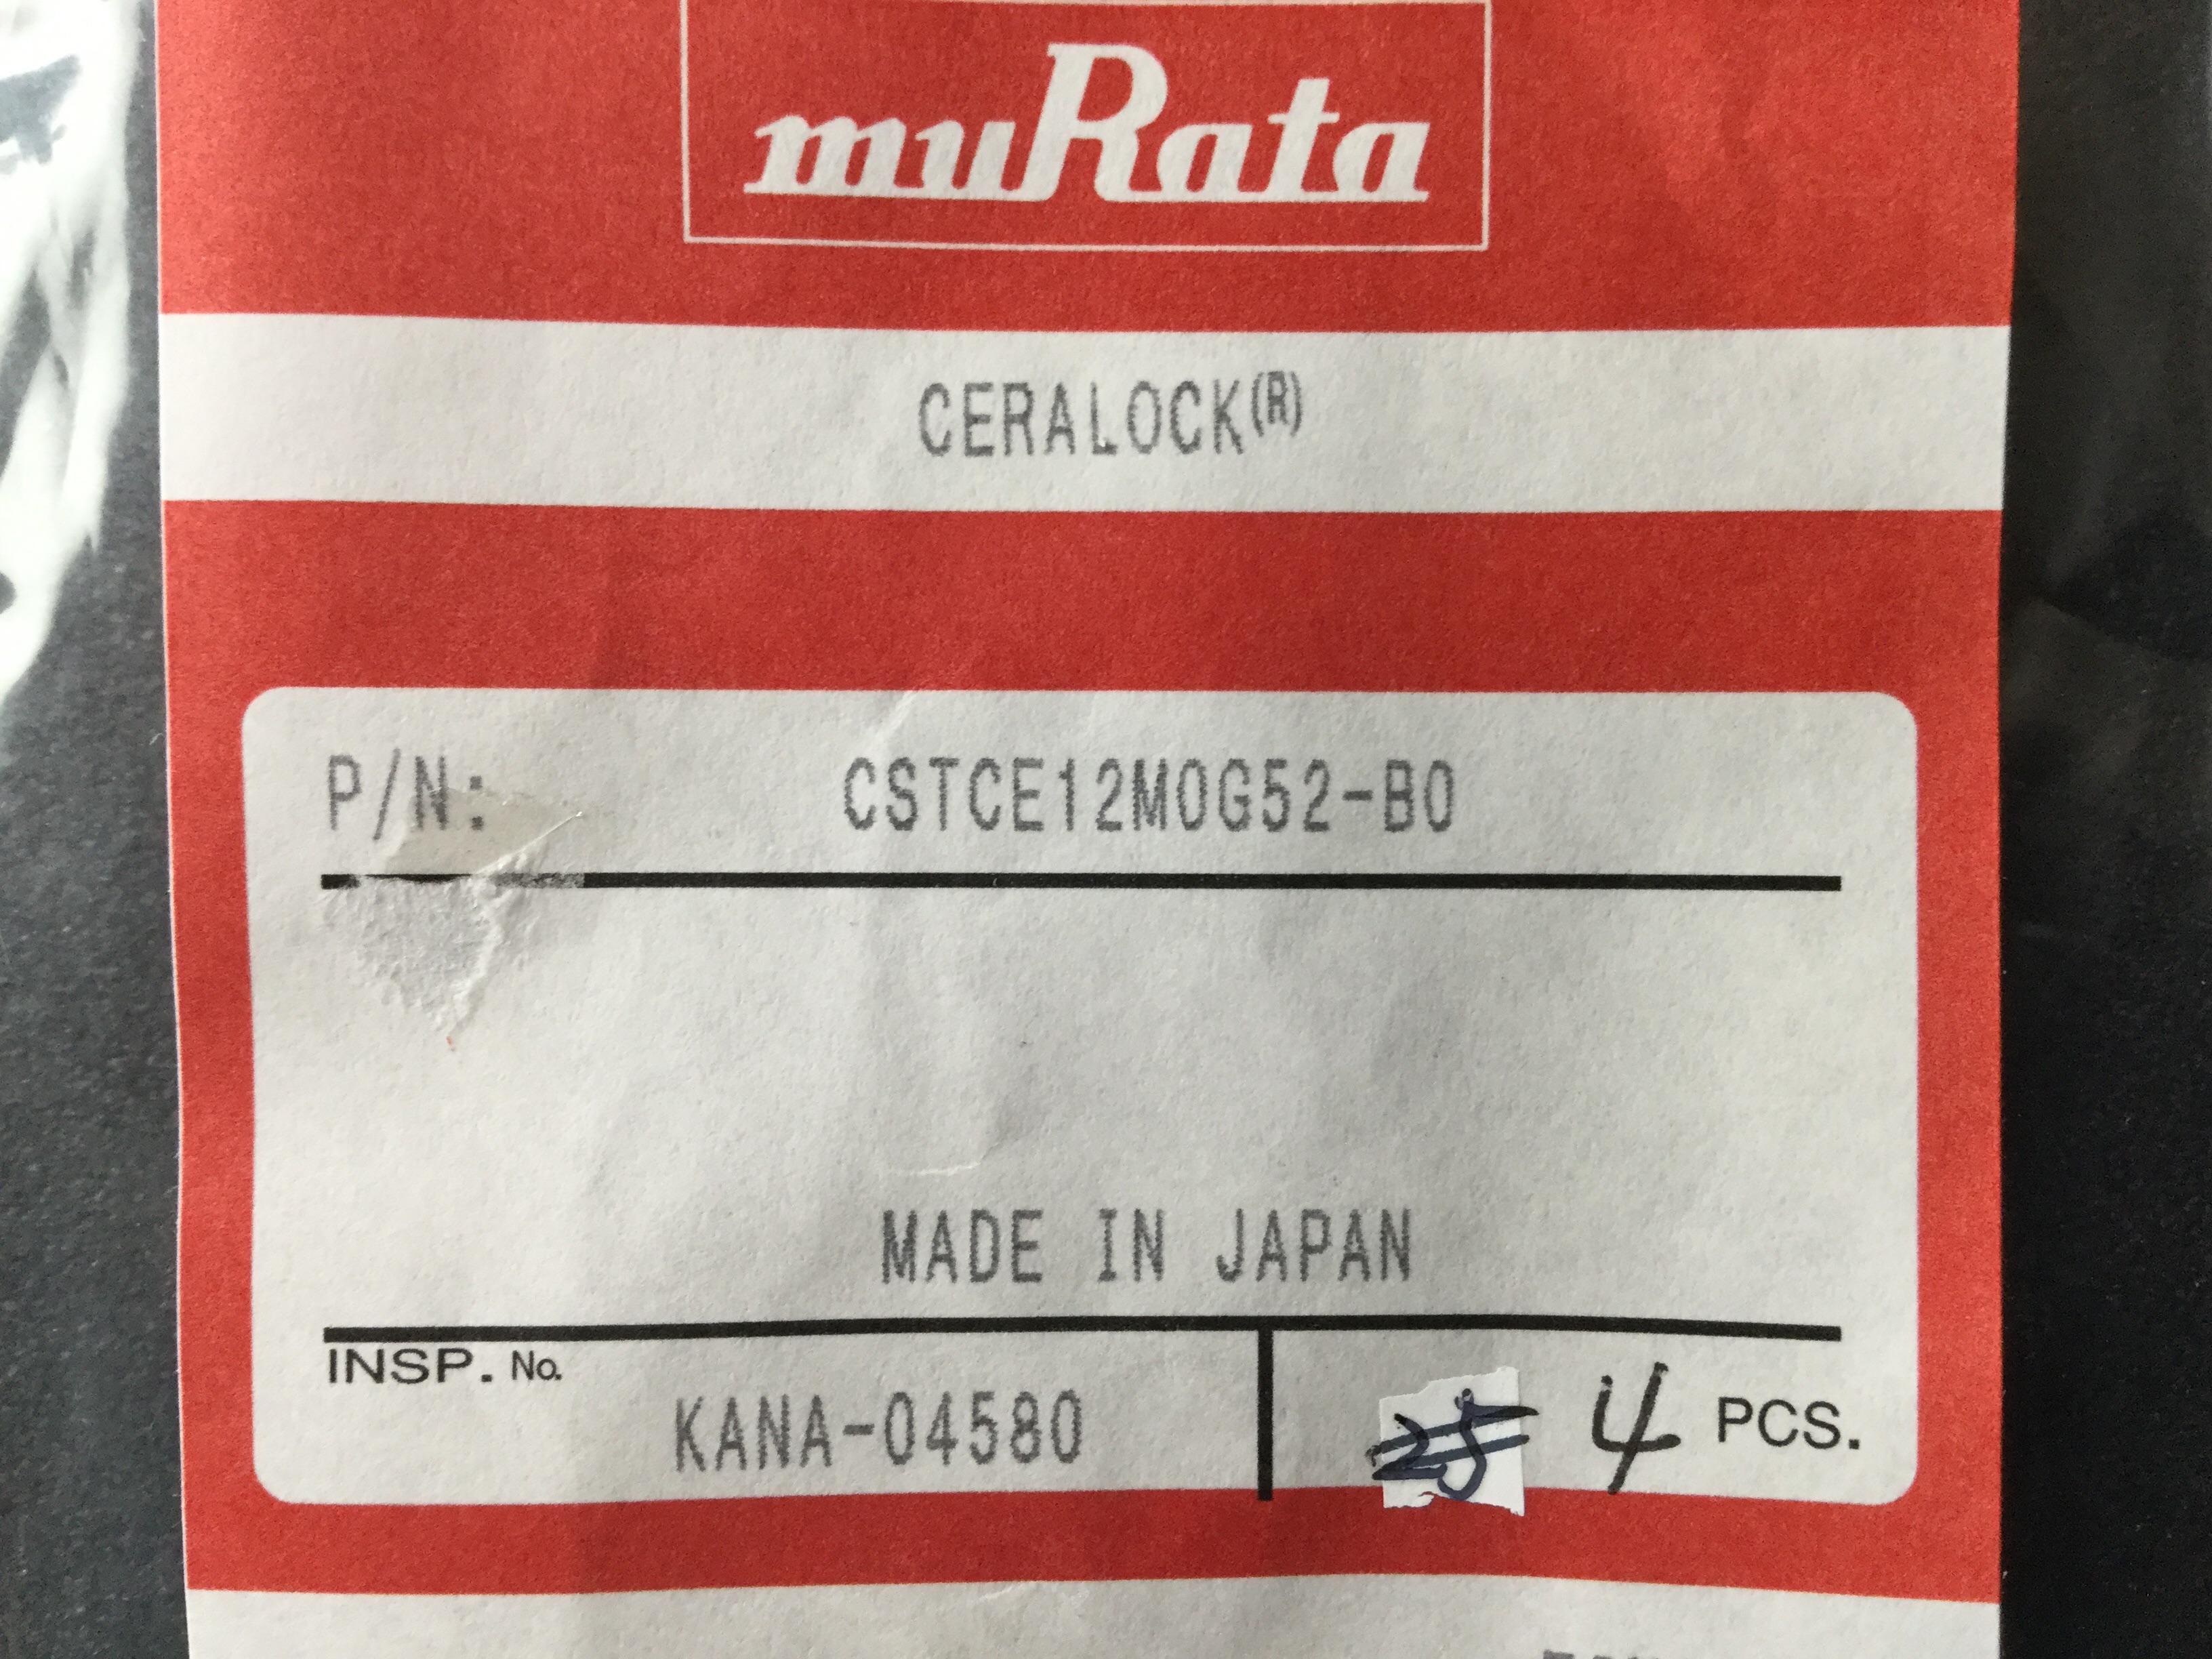 muRata
CERALOCK(R)
P/N: CSTCE12M0G52-B0
MADE IN JAPAN
INSP. No.
KANA-04580
25 4 PCS.